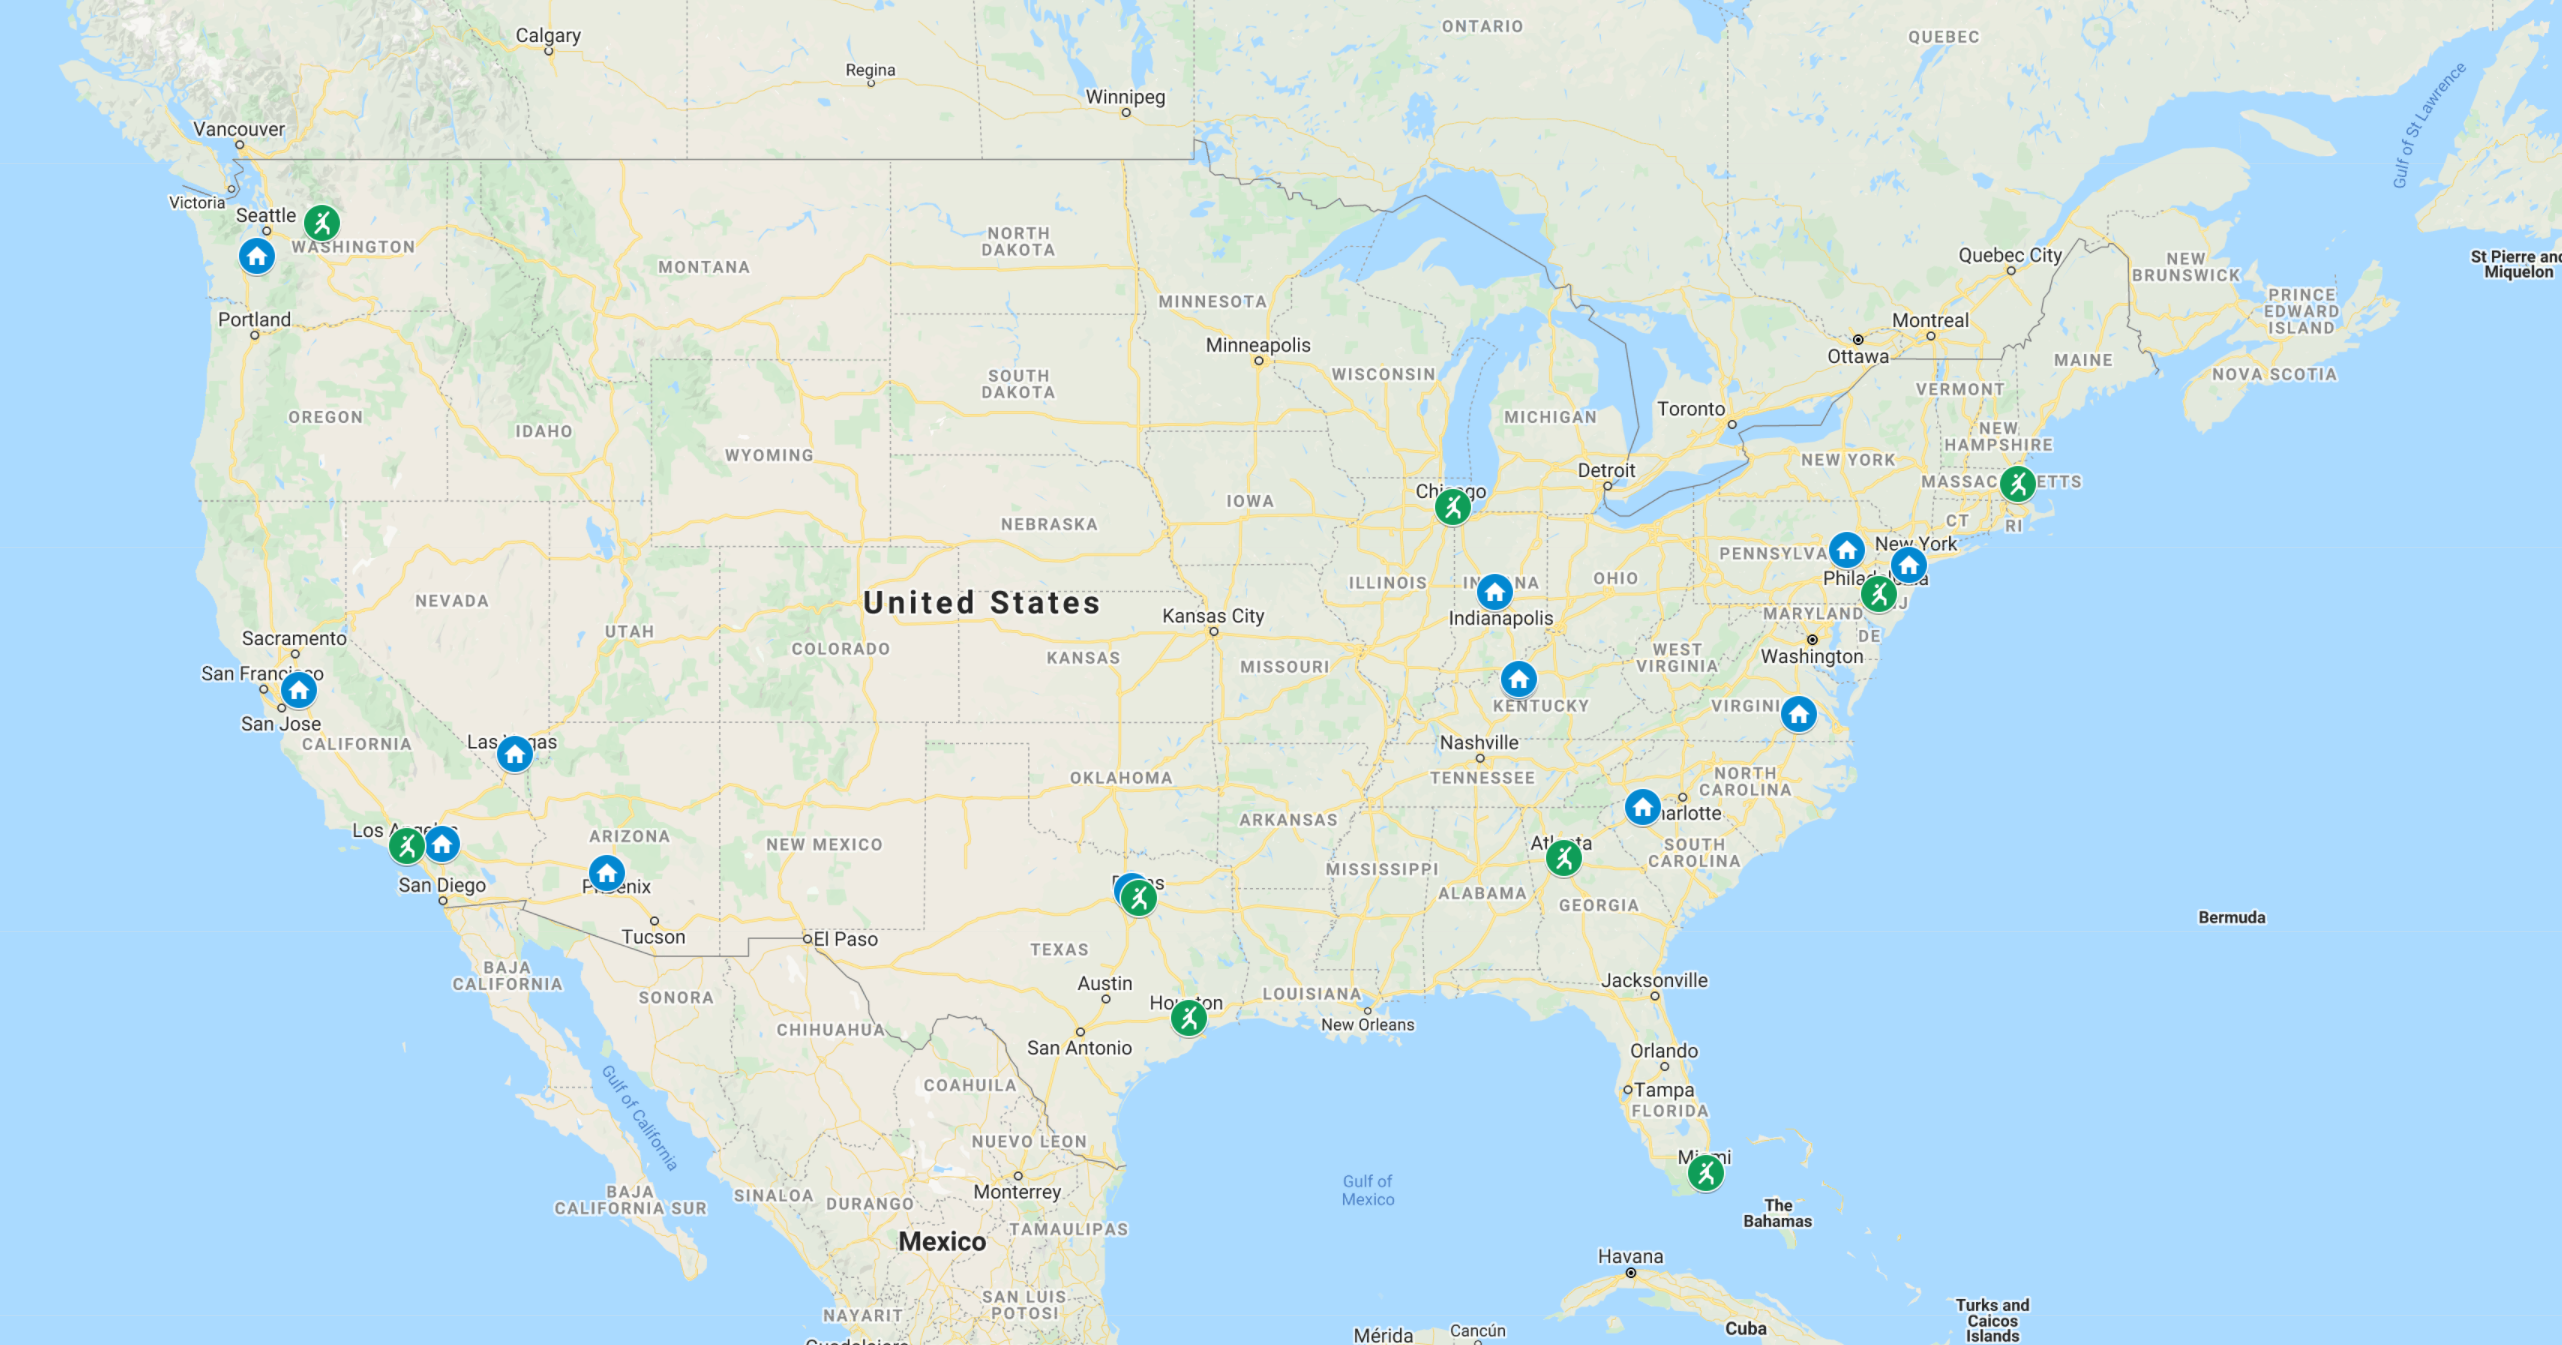 Calgary
ONTARIO
QUEBEC
Regina
Winnipeg
Gulf of St Lawrence
Vancouver
Victoria
Seattle
WASHINGTON
NORTH
DAKOTA
MONTANA
Quebec City
NEW
BRUNSWICK
St Pierre and
Miquelon
MINNESOTA
PRINCE
EDWARD
ISLAND
Portland
Montreal
Minneapolis
Ottawa
MAINE
WISCONSIN
NOVA SCOTIA
SOUTH
DAKOTA
VERMONT
Toronto
OREGON
IDAHO
MICHIGAN
NEW
HAMPSHIRE
WYOMING
NEW YORK
Detroit
MASSAC ETTS
Chi go
IOWA
NEBRASKA
CT
RI
New York
PENNSYLVA
Philad a
ILLINOIS
IN NA
OHIO
NEVADA
United States
Kansas City
Indianapolis
NJ
MARYLAND
DE
Sacramento
UTAH
COLORADO
KANSAS
MISSOURI
WEST
VIRGINIA
Washington
San Francisco
San Jose
KENTUCKY
VIRGINI
CALIFORNIA
Las gas
Nashville
TENNESSEE
OKLAHOMA
NORTH
CAROLINA
ARKANSAS
harlotte
Los Angeles
ARIZONA
NEW MEXICO
Atl ta
SOUTH
CAROLINA
San Diego
Ph enix
D as
MISSISSIPPI
ALABAMA
GEORGIA
Bermuda
Tucson
El Paso
TEXAS
BAJA
CALIFORNIA
SONORA
Austin
Ho ton
LOUISIANA
Jacksonville
CHIHUAHUA
New Orleans
San Antonio
Orlando
Gulf of California
COAHUILA
Tampa
FLORIDA
NUEVO LEON
Mi mi
BAJA
CALIFORNIA SUR
SINALOA
DURANGO
Monterrey
Gulf of
Mexico
The
Bahamas
TAMAULIPAS
Mexico
Havana
SAN LUIS
POTOSI
NAYARIT
Turks and
Caicos
Islands
Mérida
Cancún
Cuba